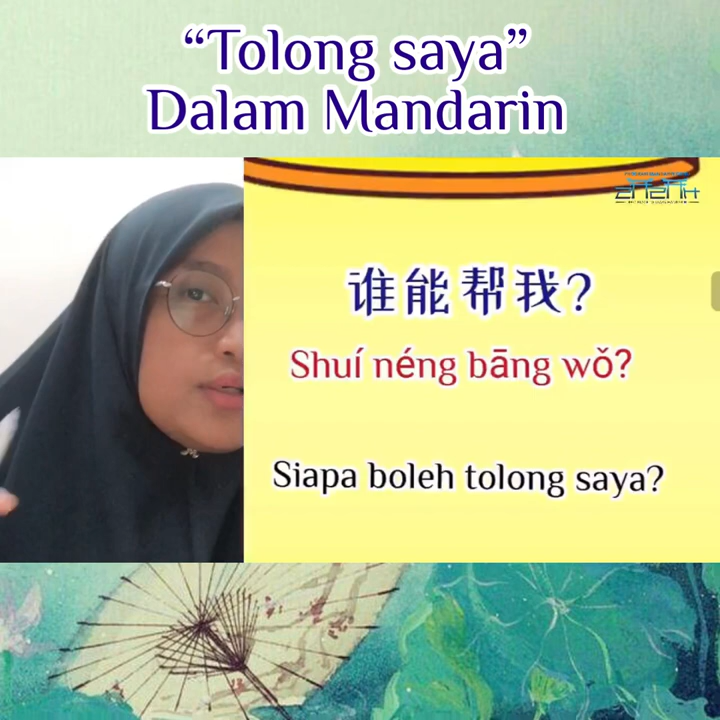 “Tolong saya”
Dalam Mandarin
谁能帮我?
Shuí néng bāng wǒ?
Siapa boleh tolong saya?